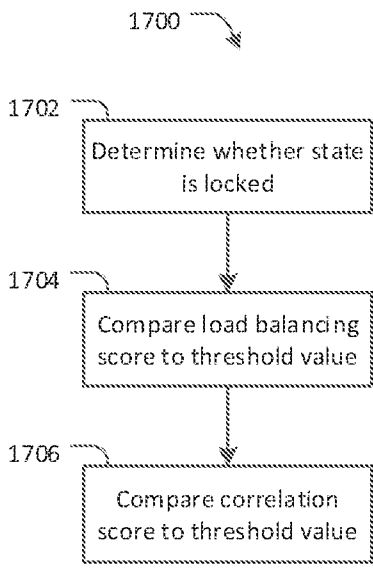 1700
1702
Determine whether state
is locked
1704
Compare load balancing
score to threshold value
1706
Compare correlation
score to threshold value